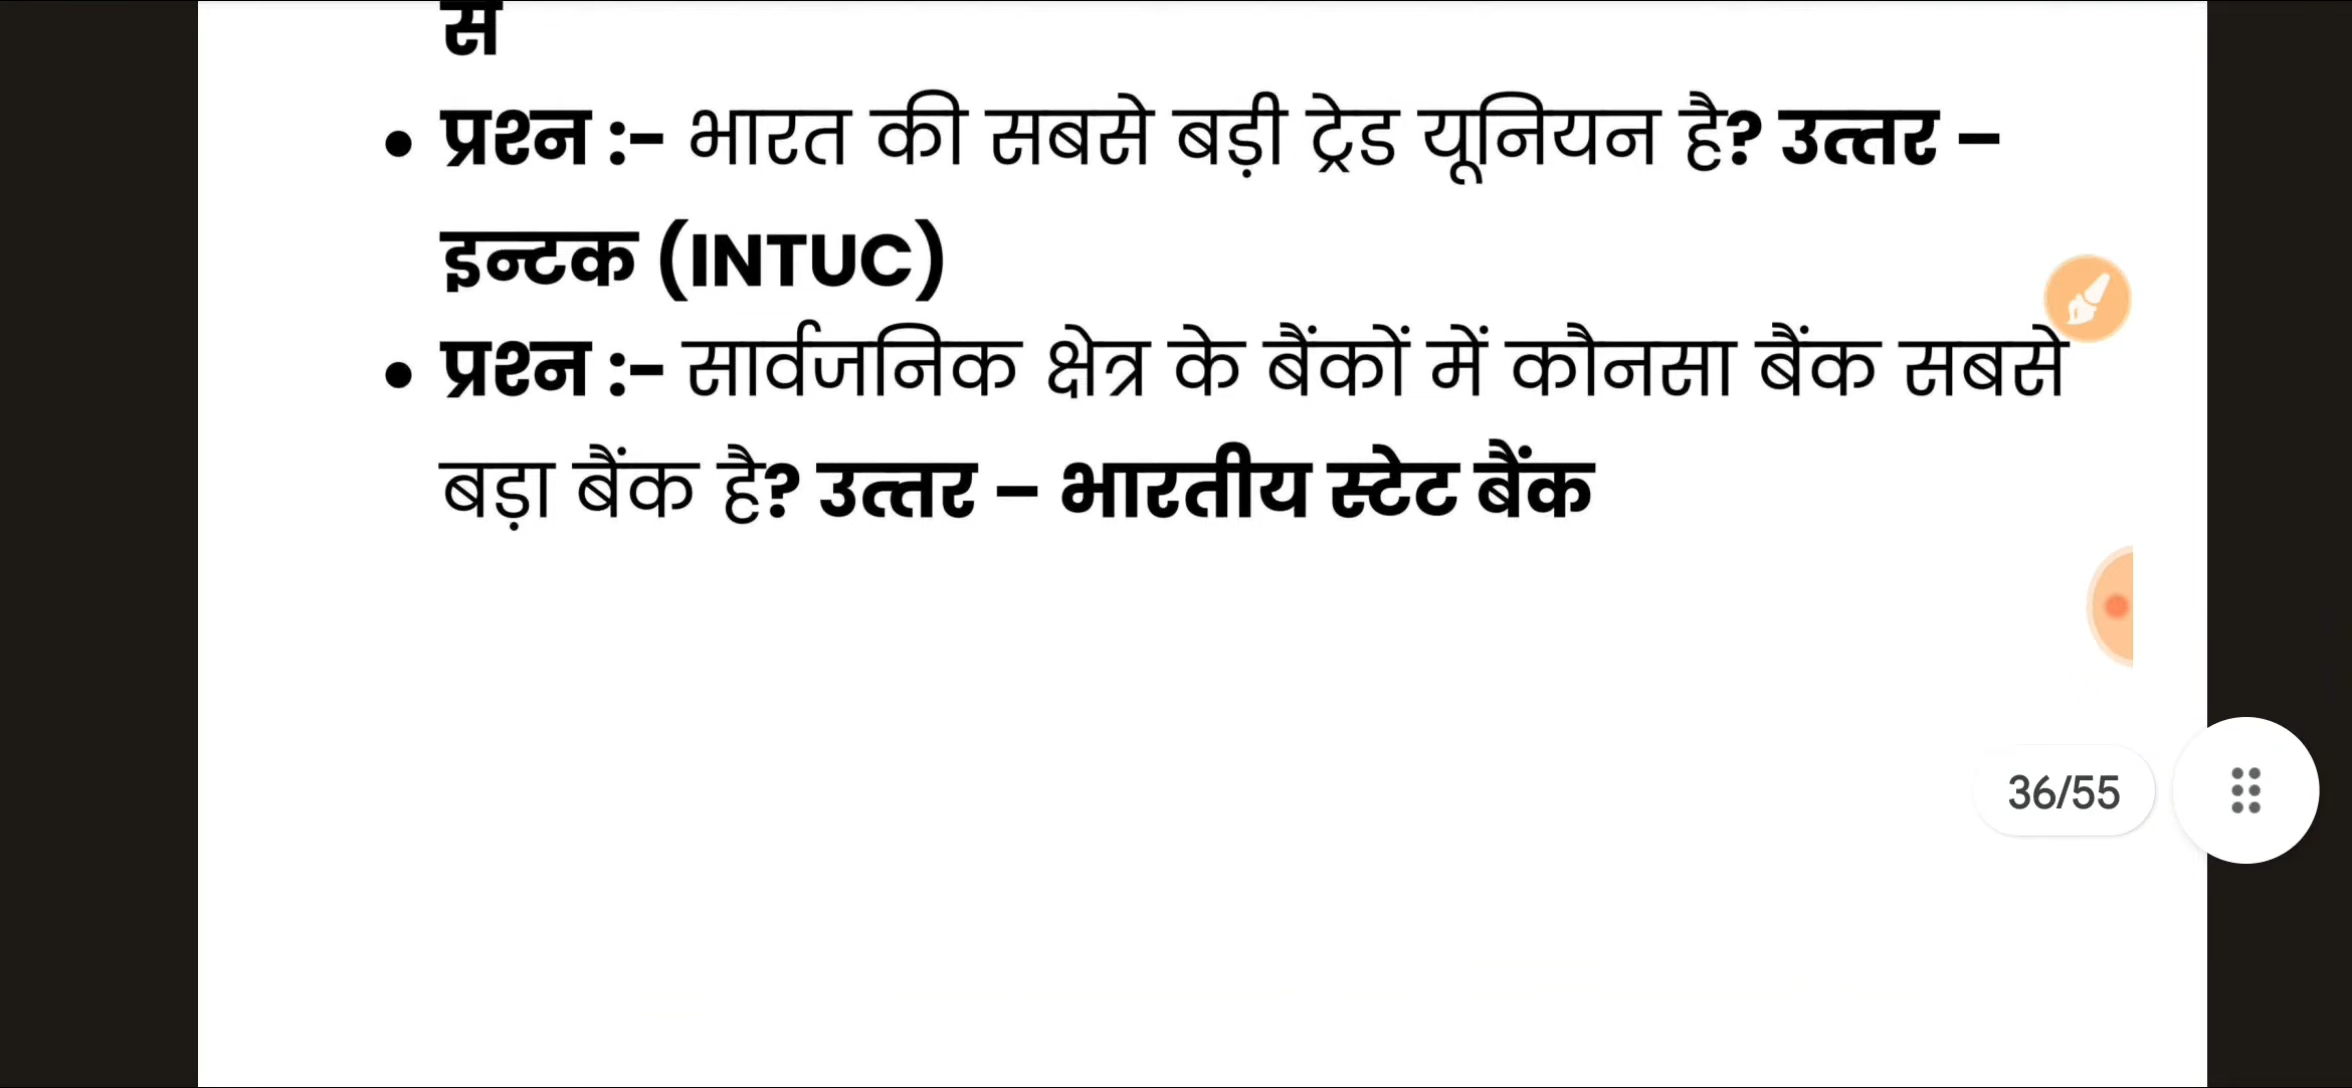 से
• प्रश्न :– भारत की सबसे बड़ी ट्रेड यूनियन है? उत्तर –
इन्टक (INTUC)
• प्रश्न :– सार्वजनिक क्षेत्र के बैंकों में कौनसा बैंक सबसे
बड़ा बैंक है? उत्तर – भारतीय स्टेट बैंक
36/55